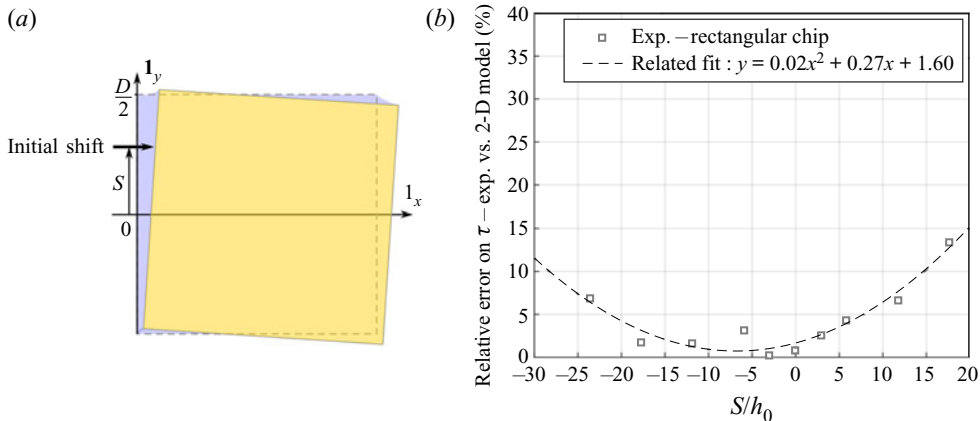 (a)
1y
D
2
Initial shift
S
1x
0
(b)
Relative error on τ – exp. vs. 2-D model (%)
40
35
30
25
20
15
10
5
0
Exp. – rectangular chip
Related fit : y = 0.02x² + 0.27x + 1.60
–30 –25 –20 –15 –10 –5 0 5 10 15 20
S/h₀